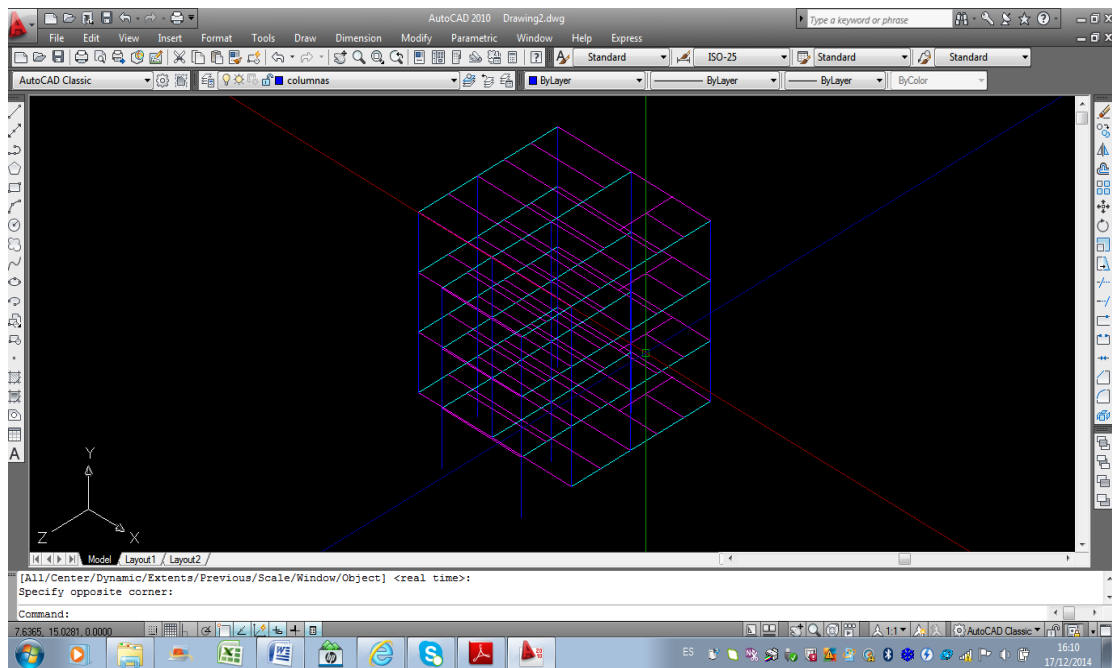 AutoCAD 2010 Drawing2.dwg Type a keyword or phrase
File Edit View Insert Format Tools Draw Dimension Modify Parametric Window Help Express
Standard ISO-25 Standard Standard
AutoCAD Classic columnas ByLayer ByLayer ByLayer ByColor
Y
Z X
Model Layout1 Layout2
[All/Center/Dynamic/Extents/Previous/Scale/Window/Object] <real time>:
Specify opposite corner:
Command:
7.6365, 15.0281, 0.0000 1:1 AutoCAD Classic
ES 16:10
17/12/2014